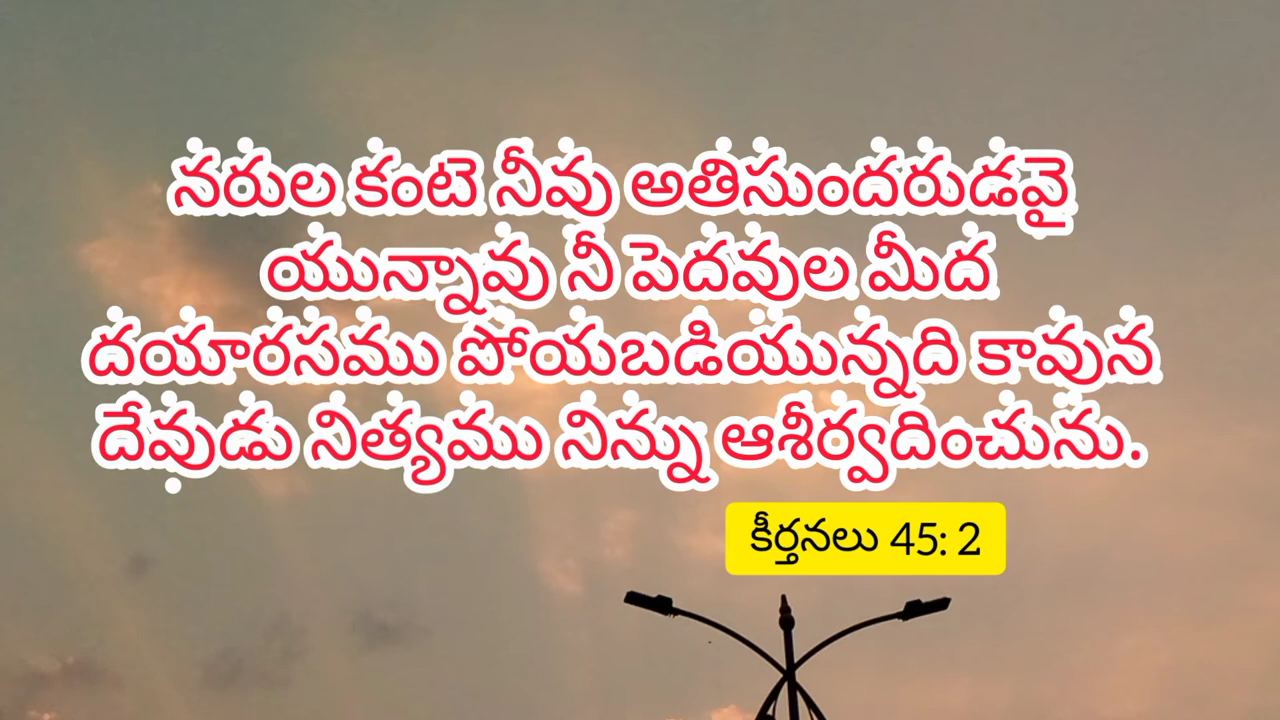 నరుల కంటె నీవు అతిసుందరుడవై
యున్నావు నీ పెదవుల మీద
దయారసము పోయబడియున్నది కావున
దేవుడు నిత్యము నిన్ను ఆశీర్వదించును.
కీర్తనలు 45: 2